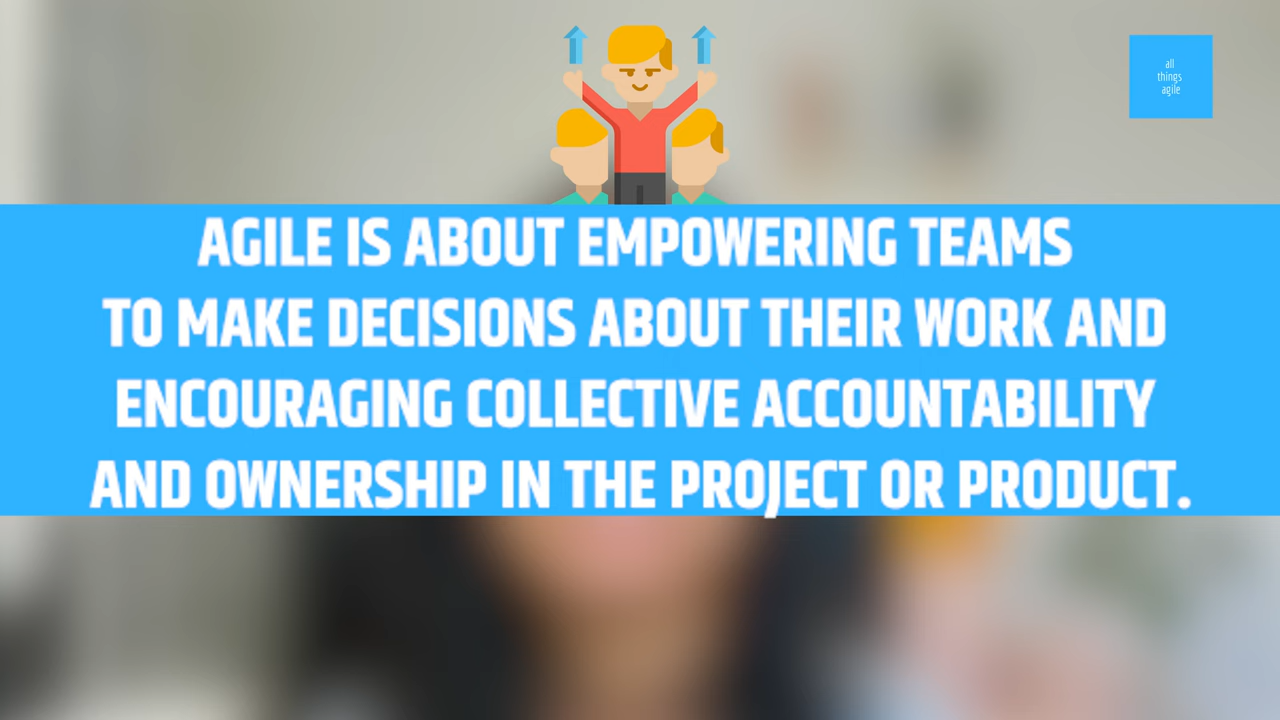 all
things
agile
AGILE IS ABOUT EMPOWERING TEAMS
TO MAKE DECISIONS ABOUT THEIR WORK AND
ENCOURAGING COLLECTIVE ACCOUNTABILITY
AND OWNERSHIP IN THE PROJECT OR PRODUCT.